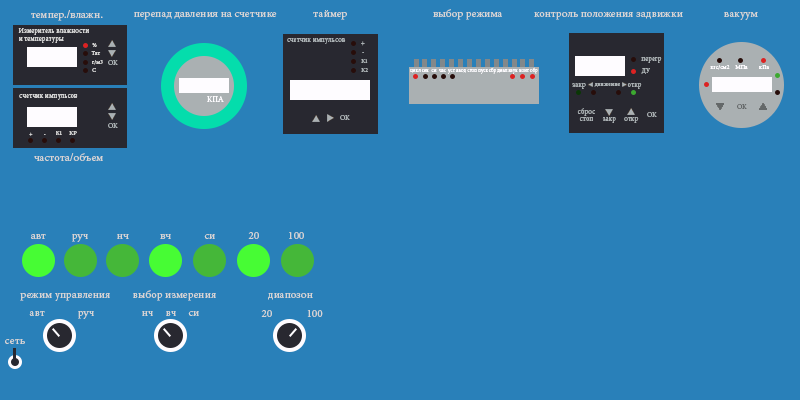 темпер./влажн.
перепад давления на счетчике
таймер
выбор режима
контроль положения задвижки
вакуум
Измеритель влажности
и температуры
%
Твт
г/м3
С
ОК
счетчик импульсов
ОК
+ - К1 КР
частота/объем
КПА
счетчик импульсов
+
-
К1
К2
ОК
перегр
ДУ
закр движение откр
сброс
стоп закр откр ОК
кгс/см2 МПа кПа
ОК
авт руч нч вч си 20 100
режим управления выбор измерения диапозон
авт руч нч вч си 20 100
сеть